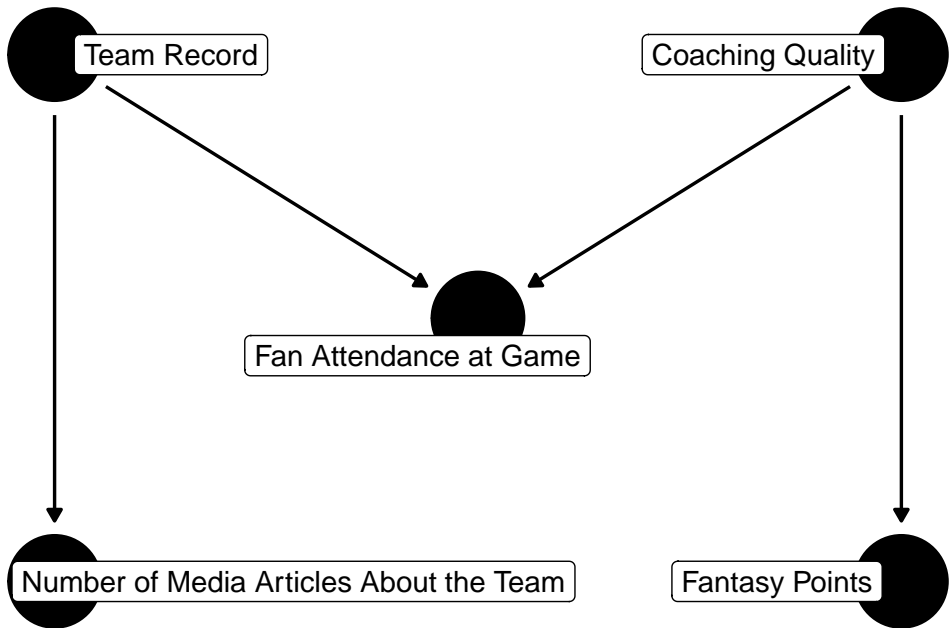 Team Record
Coaching Quality
Fan Attendance at Game
Number of Media Articles About the Team
Fantasy Points